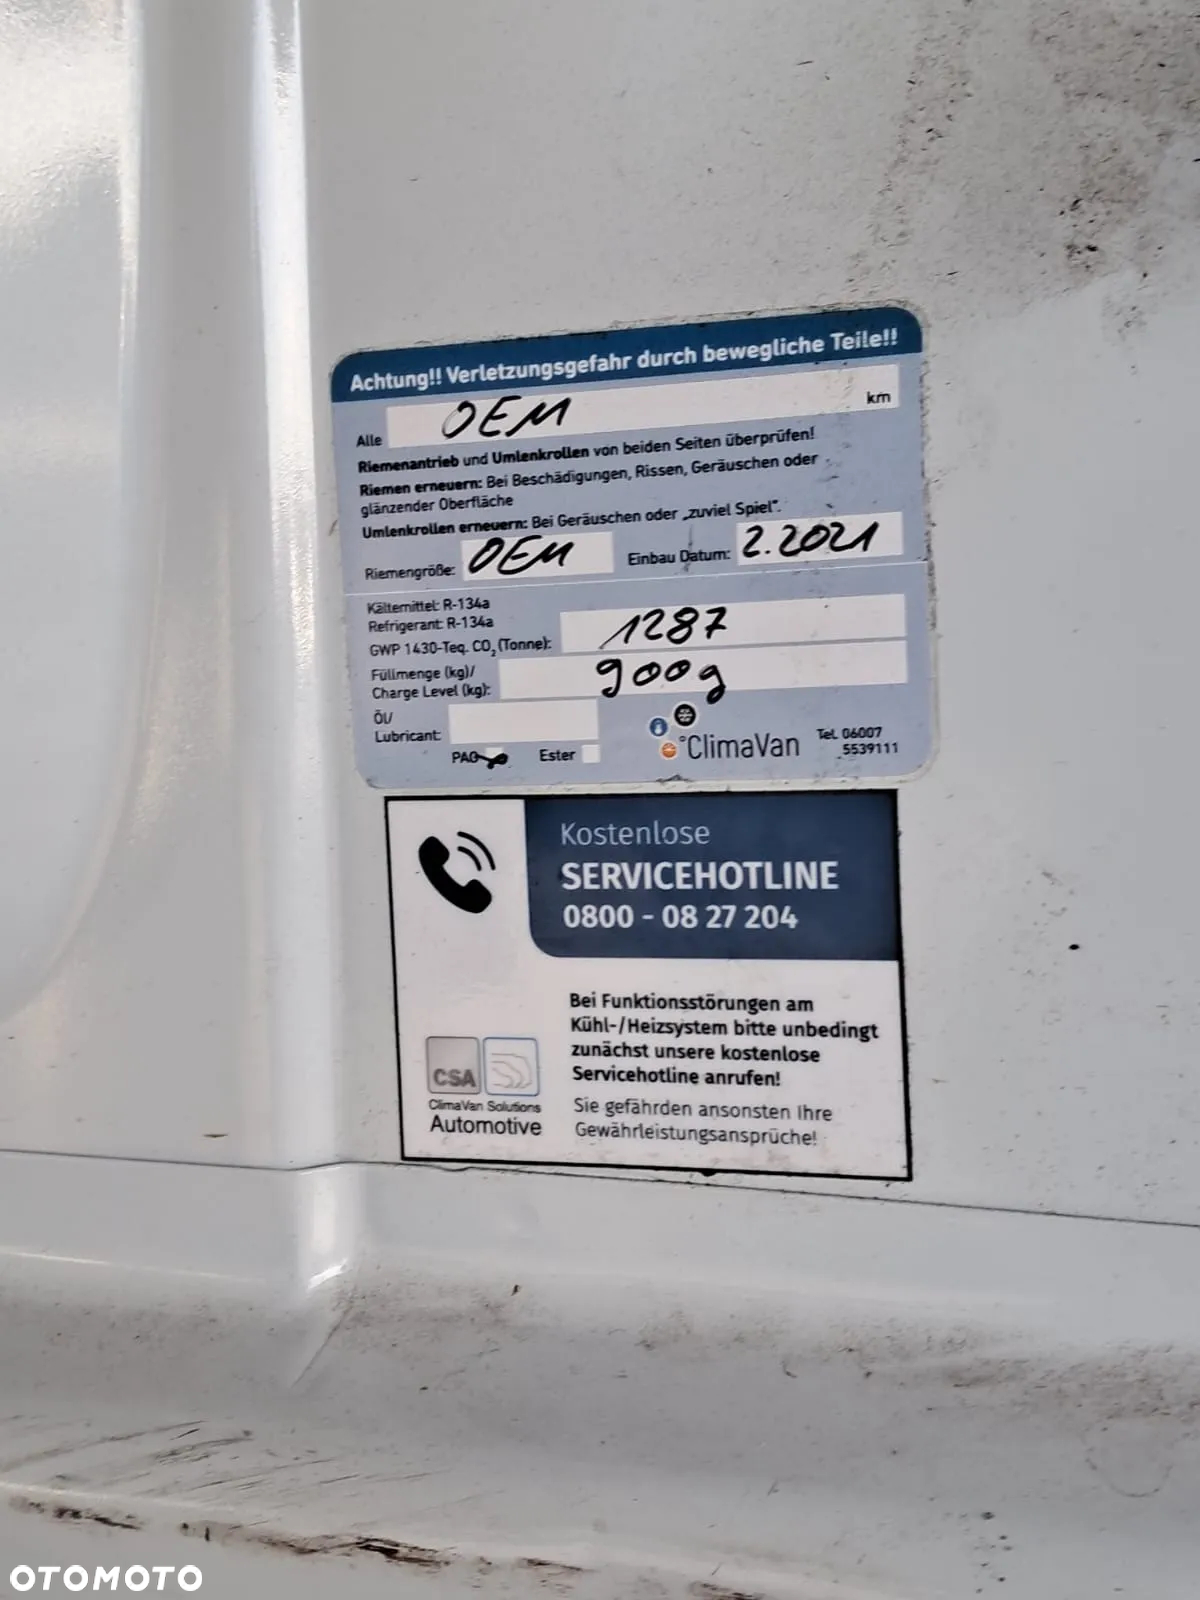 Achtung!! Verletzungsgefahr durch bewegliche Teile!!
Alle OEM km
Riemenantrieb und Umlenkrollen von beiden Seiten überprüfen!
Riemen erneuern: Bei Beschädigungen, Rissen, Geräuschen oder
glänzender Oberfläche
Umlenkrollen erneuern: Bei Geräuschen oder „zuviel Spiel".
Riemengröße: OEM Einbau Datum: 2.2021
Kältemittel: R-134a
Refrigerant: R-134a
GWP 1430-Teq. CO2 (Tonne): 1287
Füllmenge (kg)/
Charge Level (kg): 900g
Öl/
Lubricant:
PAG Ester
°ClimaVan
Tel. 06007
5539111
Kostenlose
SERVICEHOTLINE
0800 - 08 27 204
Bei Funktionsstörungen am
Kühl-/Heizsystem bitte unbedingt
zunächst unsere kostenlose
Servicehotline anrufen!
Sie gefährden ansonsten Ihre
Gewährleistungsansprüche!
CSA
ClimaVan Solutions
Automotive
OTOMOTO